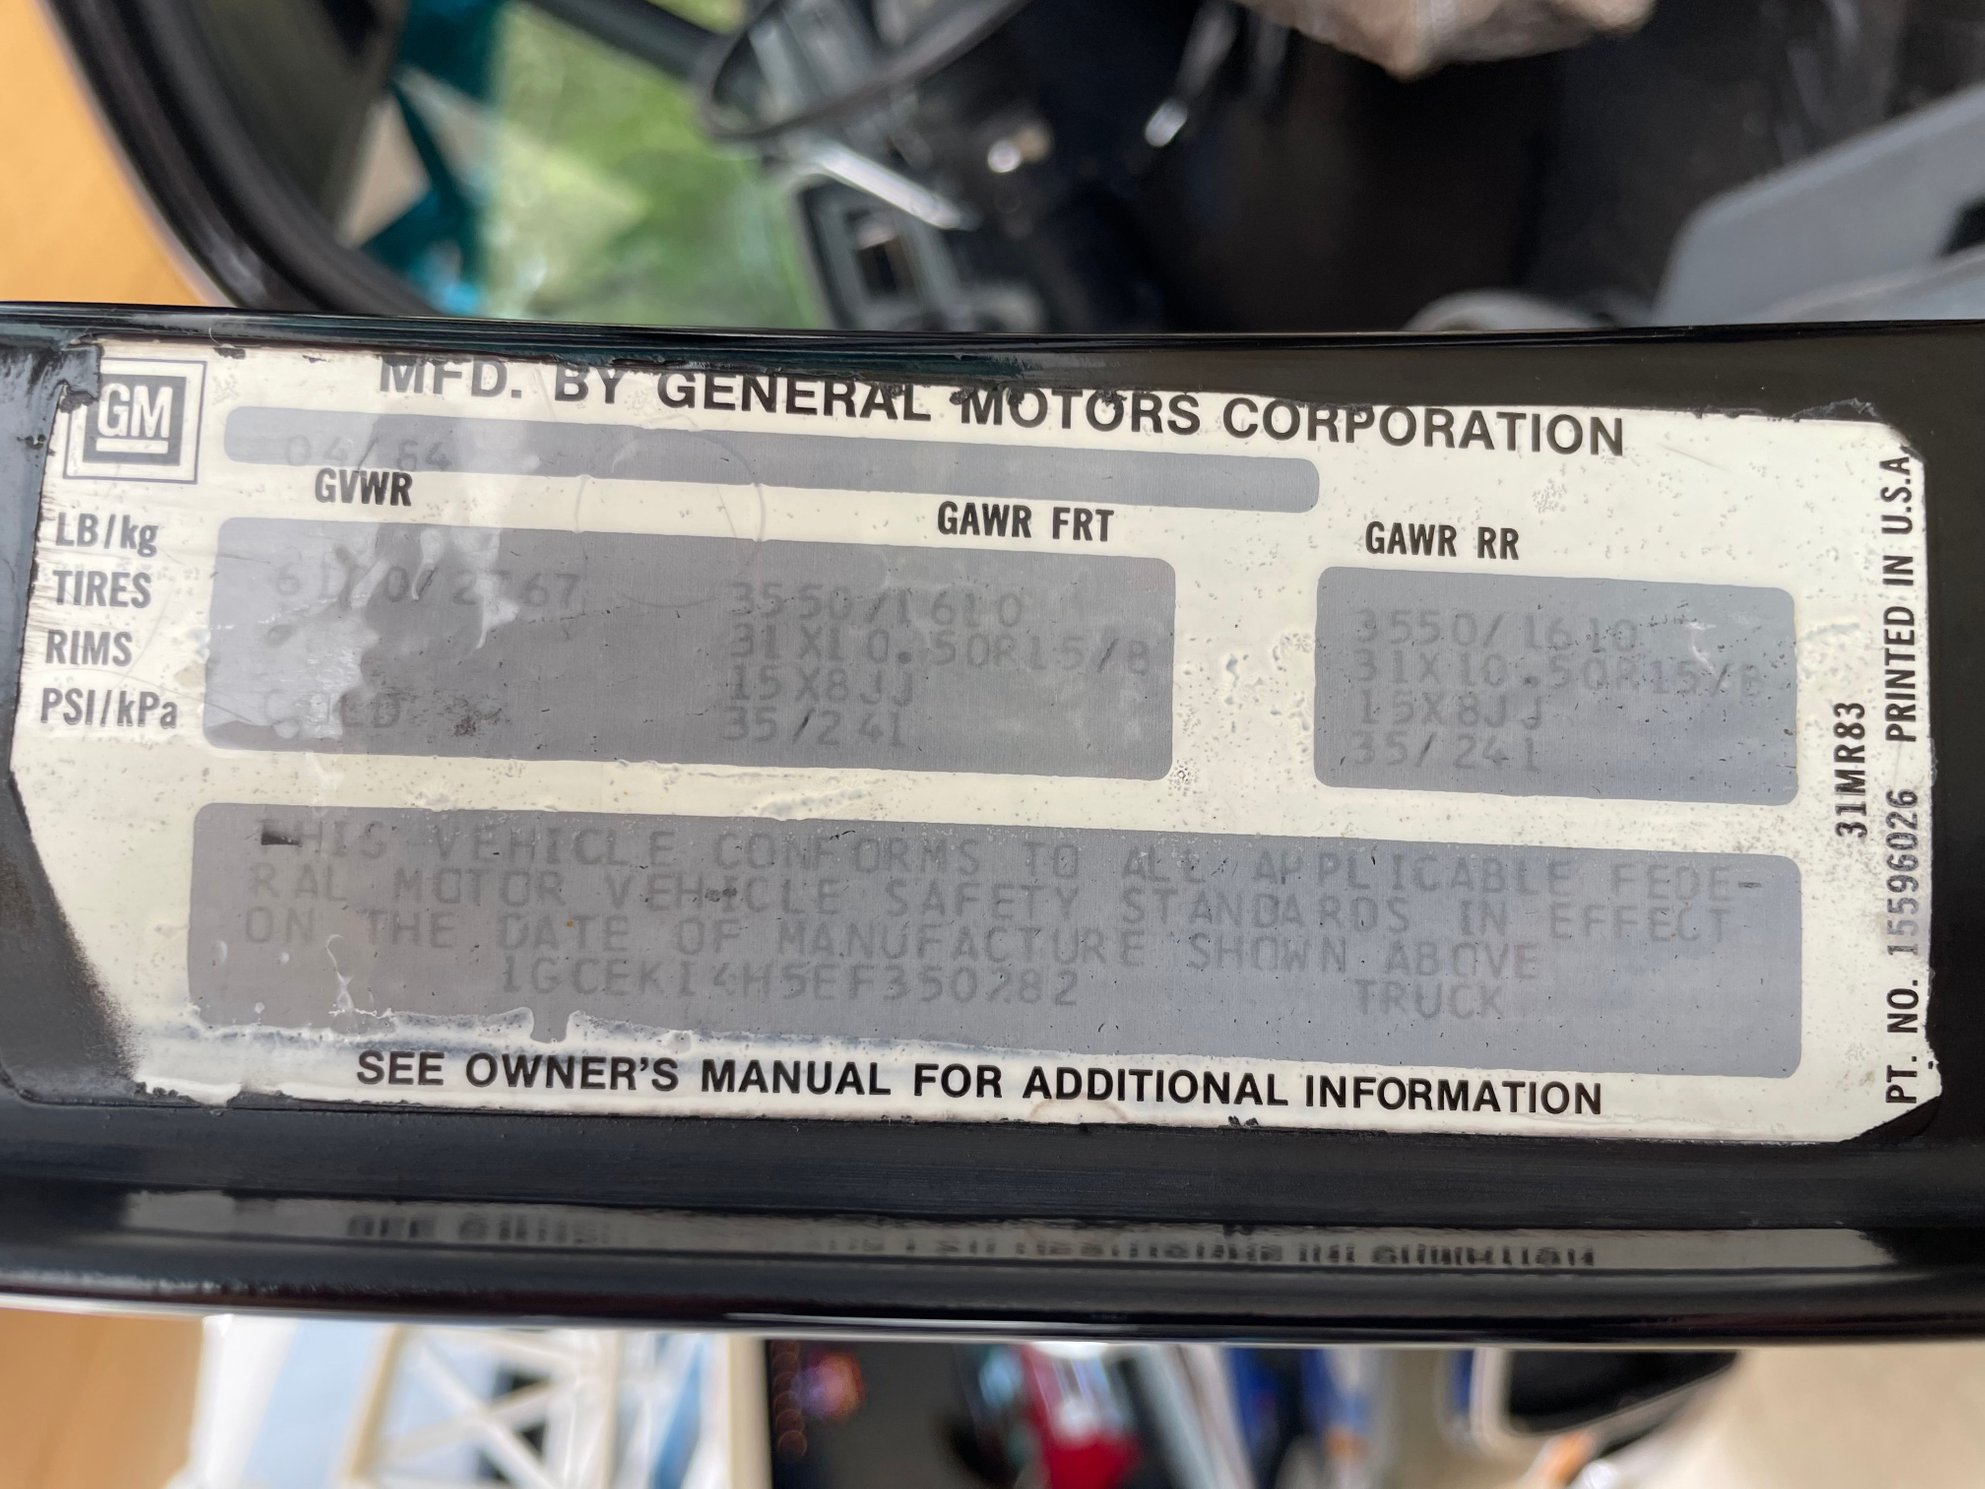 GM
MFD. BY GENERAL MOTORS CORPORATION
04/84
GVWR GAWR FRT GAWR RR
LB/kg 3550/1610 3550/1610
TIRES 31X10.50R15/B 31X10.50R15/B
RIMS 15X8JJ 15X8JJ
PSI/kPa COLD 35/241 35/241
THIS VEHICLE CONFORMS TO ALL APPLICABLE FEDE-
RAL MOTOR VEHICLE SAFETY STANDARDS IN EFFECT
ON THE DATE OF MANUFACTURE SHOWN ABOVE
1GCEK14H5EF350282 TRUCK
SEE OWNER'S MANUAL FOR ADDITIONAL INFORMATION
31MR83
PT. NO. 15596026 PRINTED IN U.S.A.